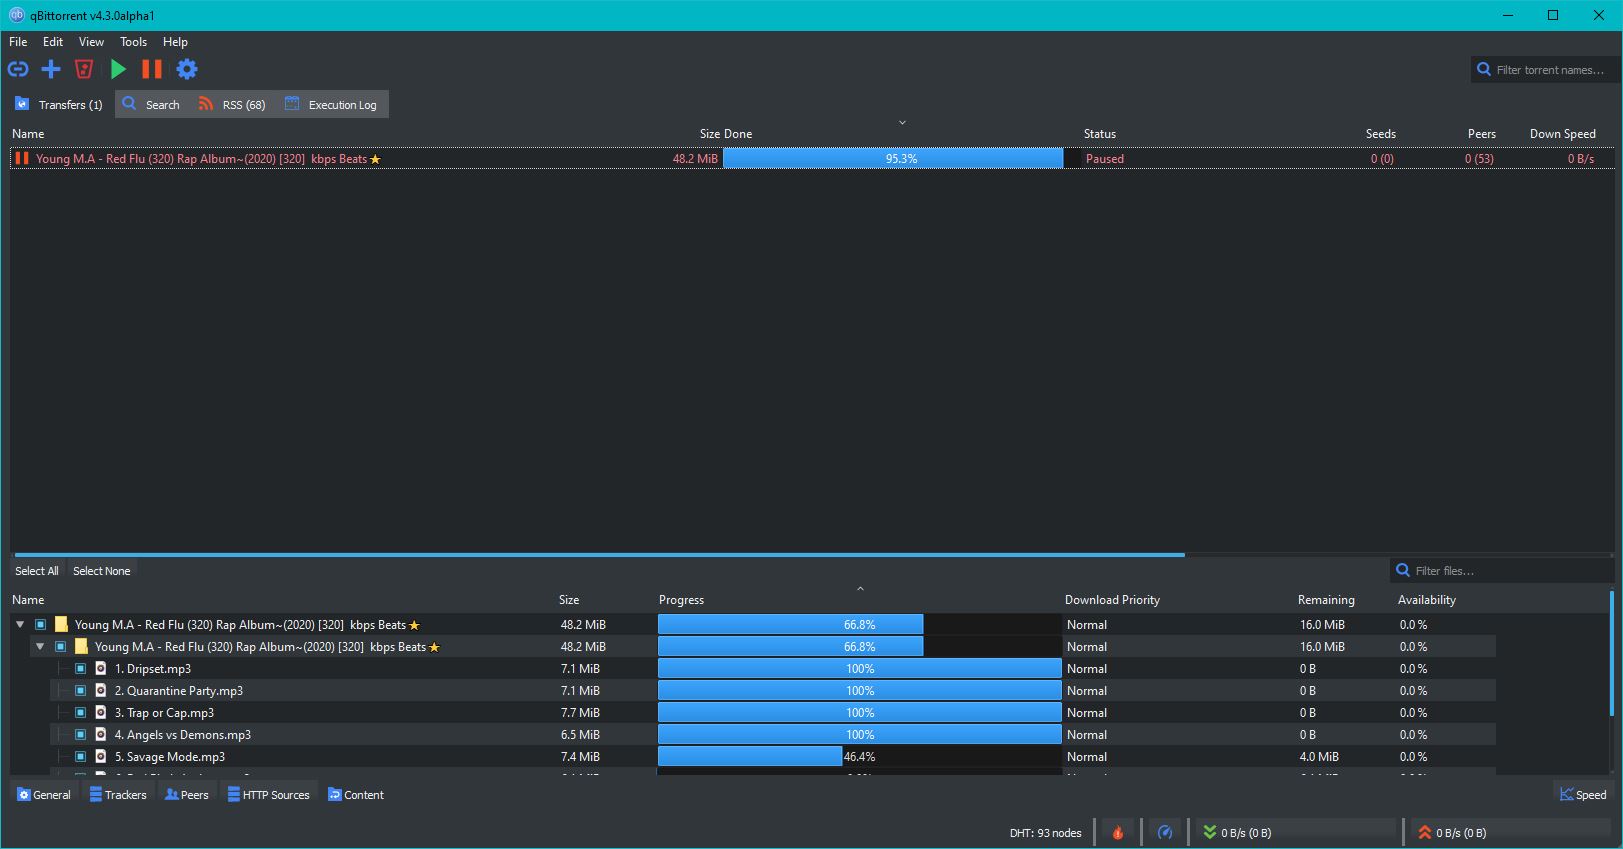 qBittorrent v4.3.0alpha1
File Edit View Tools Help
Filter torrent names...
Transfers (1) Search RSS (68) Execution Log
Name Size Done Status Seeds Peers Down Speed
Young M.A - Red Flu (320) Rap Album~(2020) [320]  kbps Beats⭐ 48.2 MiB 95.3% Paused 0 (0) 0 (53) 0 B/s
Select All Select None Filter files...
Name Size Progress Download Priority Remaining Availability
Young M.A - Red Flu (320) Rap Album~(2020) [320]  kbps Beats⭐ 48.2 MiB 66.8% Normal 16.0 MiB 0.0 %
Young M.A - Red Flu (320) Rap Album~(2020) [320]  kbps Beats⭐ 48.2 MiB 66.8% Normal 16.0 MiB 0.0 %
1. Dripset.mp3 7.1 MiB 100% Normal 0 B 0.0 %
2. Quarantine Party.mp3 7.1 MiB 100% Normal 0 B 0.0 %
3. Trap or Cap.mp3 7.7 MiB 100% Normal 0 B 0.0 %
4. Angels vs Demons.mp3 6.5 MiB 100% Normal 0 B 0.0 %
5. Savage Mode.mp3 7.4 MiB 46.4% Normal 4.0 MiB 0.0 %
General Trackers Peers HTTP Sources Content Speed
DHT: 93 nodes 0 B/s (0 B) 0 B/s (0 B)